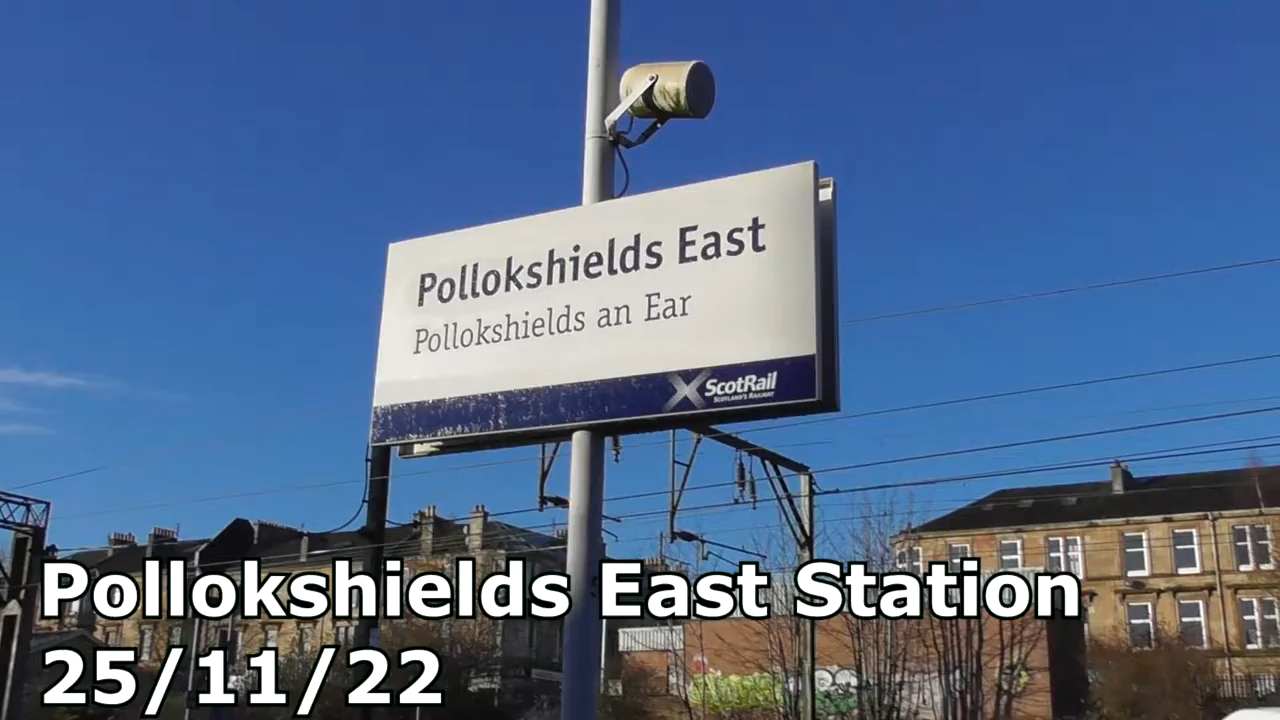 Pollokshields East
Pollokshields an Ear
ScotRail
SCOTLAND'S RAILWAY
Pollokshields East Station
25/11/22